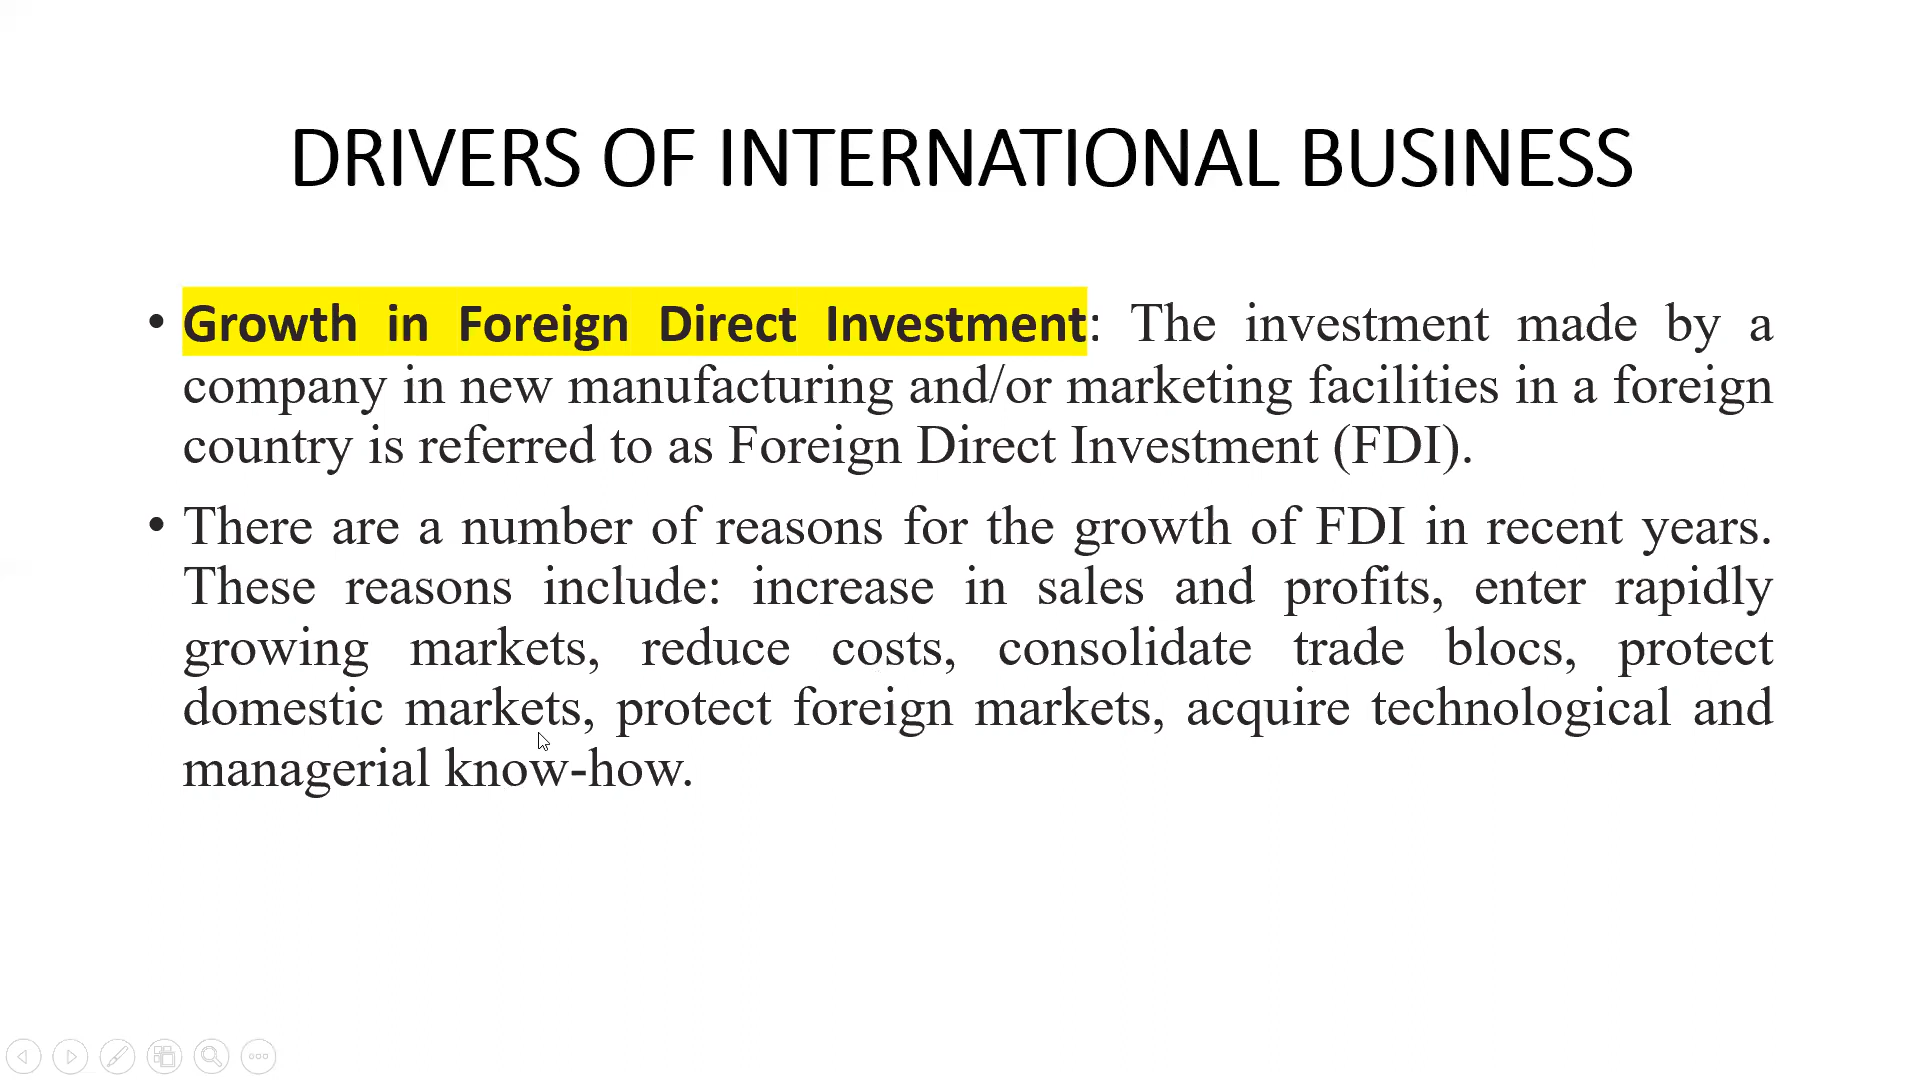 DRIVERS OF INTERNATIONAL BUSINESS
• Growth in Foreign Direct Investment: The investment made by a
company in new manufacturing and/or marketing facilities in a foreign
country is referred to as Foreign Direct Investment (FDI).
• There are a number of reasons for the growth of FDI in recent years.
These reasons include: increase in sales and profits, enter rapidly
growing markets, reduce costs, consolidate trade blocs, protect
domestic markets, protect foreign markets, acquire technological and
managerial know-how.